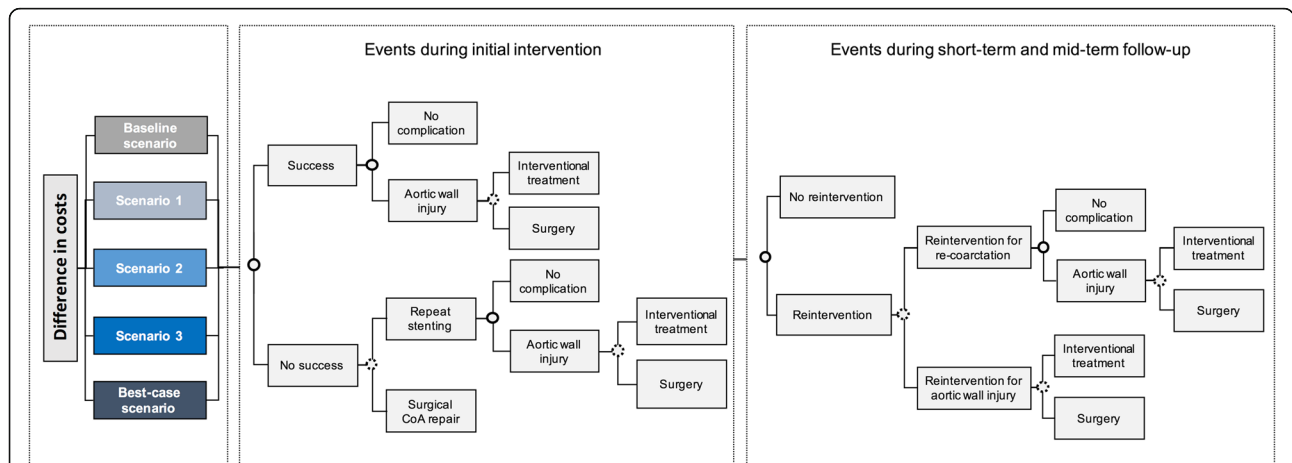 Difference in costs
Baseline
scenario
Scenario 1
Scenario 2
Scenario 3
Best-case
scenario
Events during initial intervention
Success
No
complication
Aortic wall
injury
Interventional
treatment
Surgery
No success
Repeat
stenting
No
complication
Aortic wall
injury
Interventional
treatment
Surgery
Surgical
CoA repair
Events during short-term and mid-term follow-up
No reintervention
Reintervention
Reintervention for
re-coarctation
No
complication
Aortic wall
injury
Interventional
treatment
Surgery
Reintervention for
aortic wall injury
Interventional
treatment
Surgery